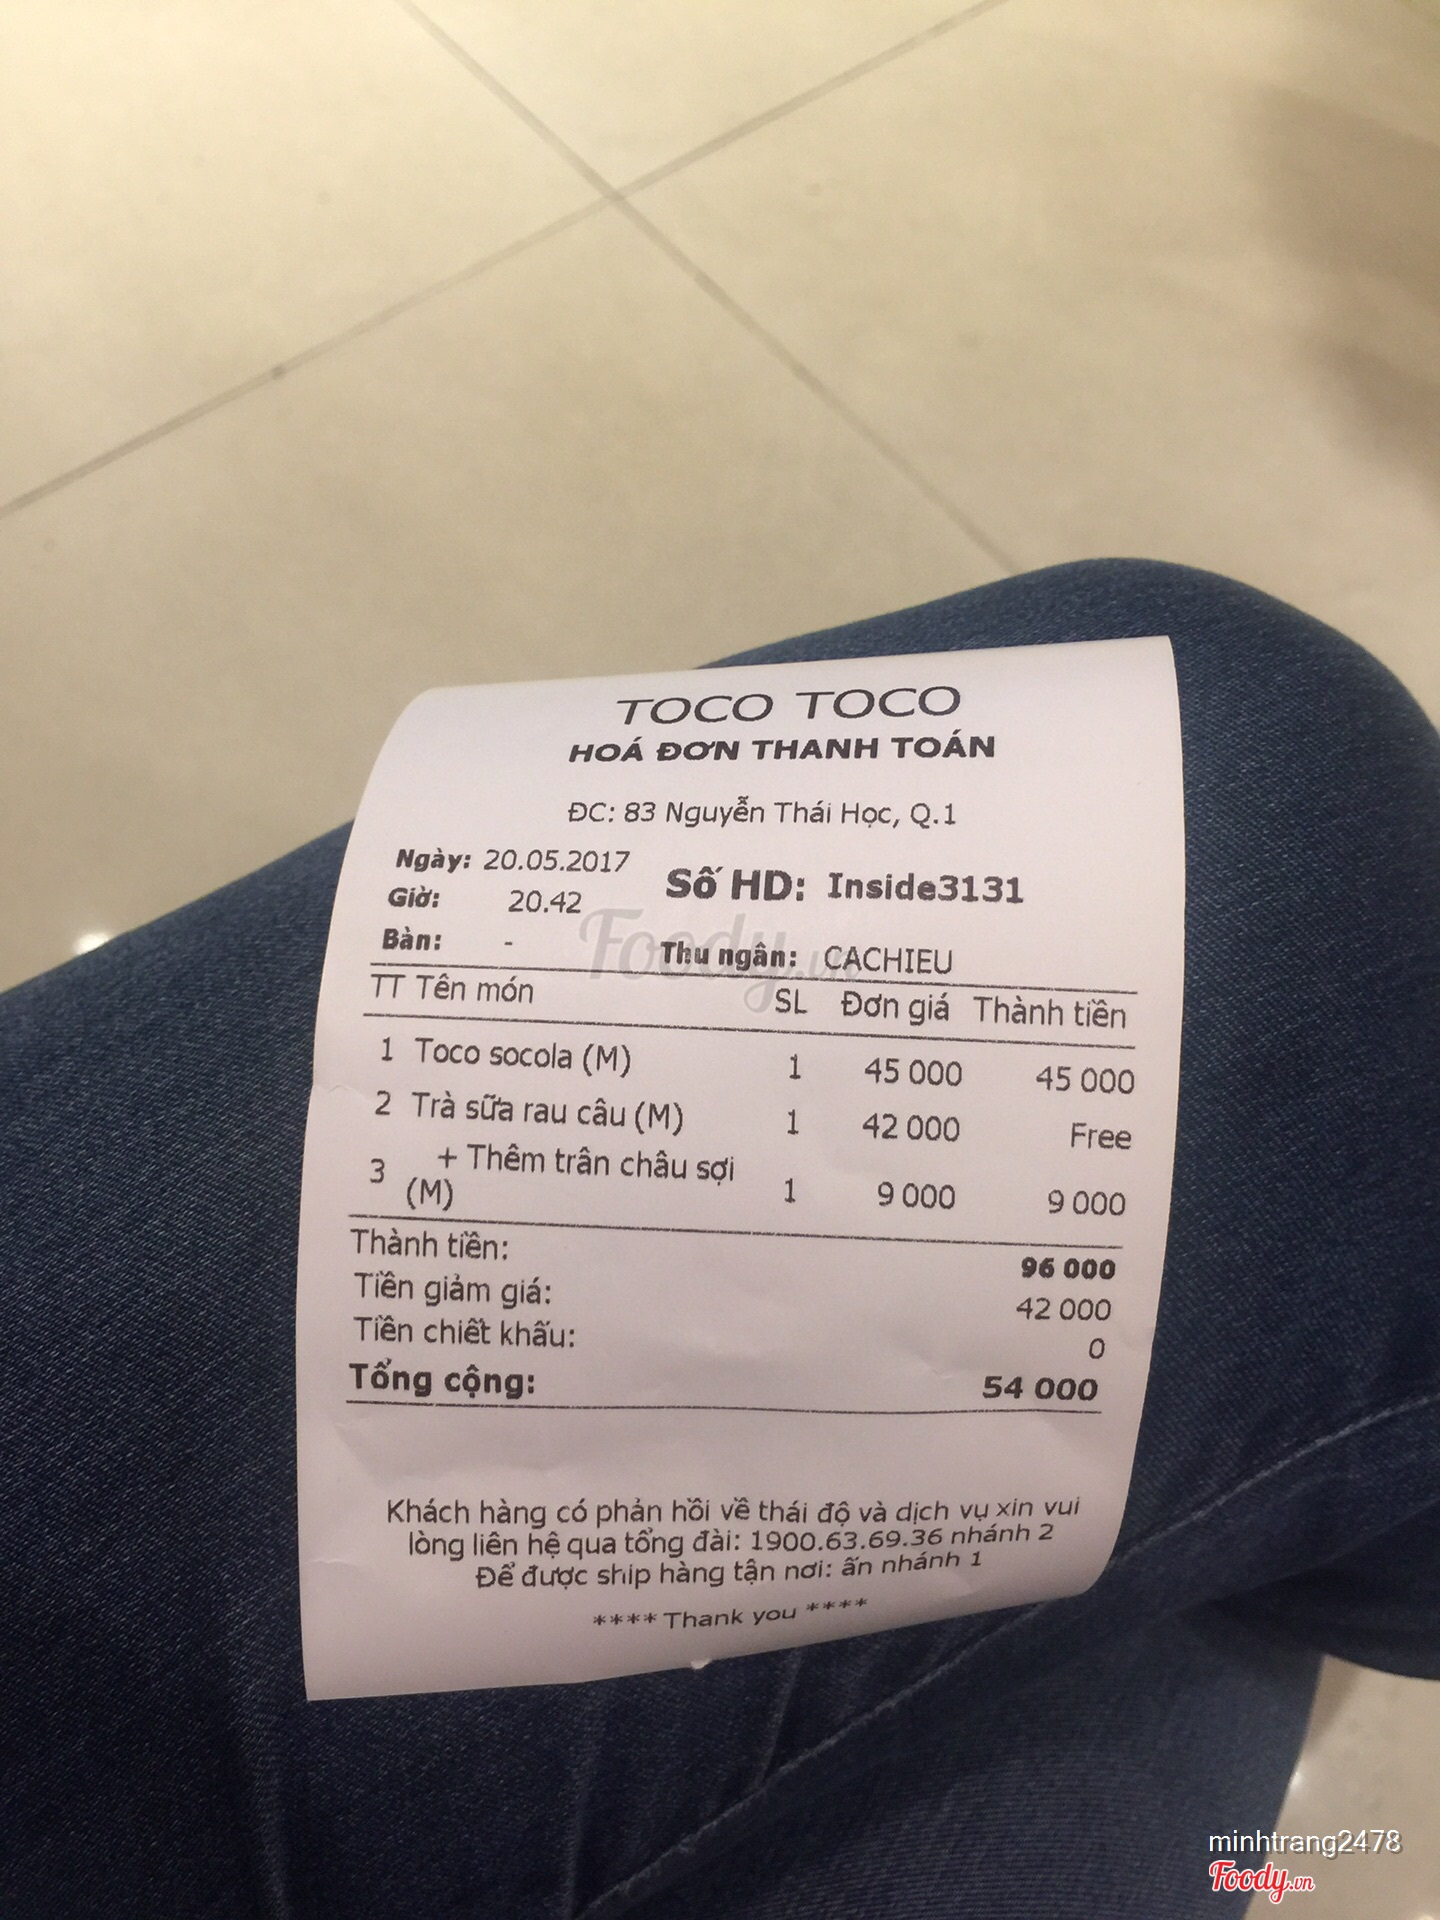 TOCO TOCO
HOÁ ĐƠN THANH TOÁN
ĐC: 83 Nguyễn Thái Học, Q.1
Ngày: 20.05.2017
Số HD: Inside3131
Giờ: 20.42
Bàn: -
Thu ngân: CACHIEU
Foody.vn
TT Tên món SL Đơn giá Thành tiền
1 Toco socola (M) 1 45 000 45 000
2 Trà sữa rau câu (M) 1 42 000 Free
3 + Thêm trân châu sợi
(M) 1 9 000 9 000
Thành tiền: 96 000
Tiền giảm giá: 42 000
Tiền chiết khấu: 0
Tổng cộng: 54 000
Khách hàng có phản hồi về thái độ và dịch vụ xin vui
lòng liên hệ qua tổng đài: 1900.63.69.36 nhánh 2
Để được ship hàng tận nơi: ấn nhánh 1
**** Thank you ****
minhtrang2478
Foody.vn